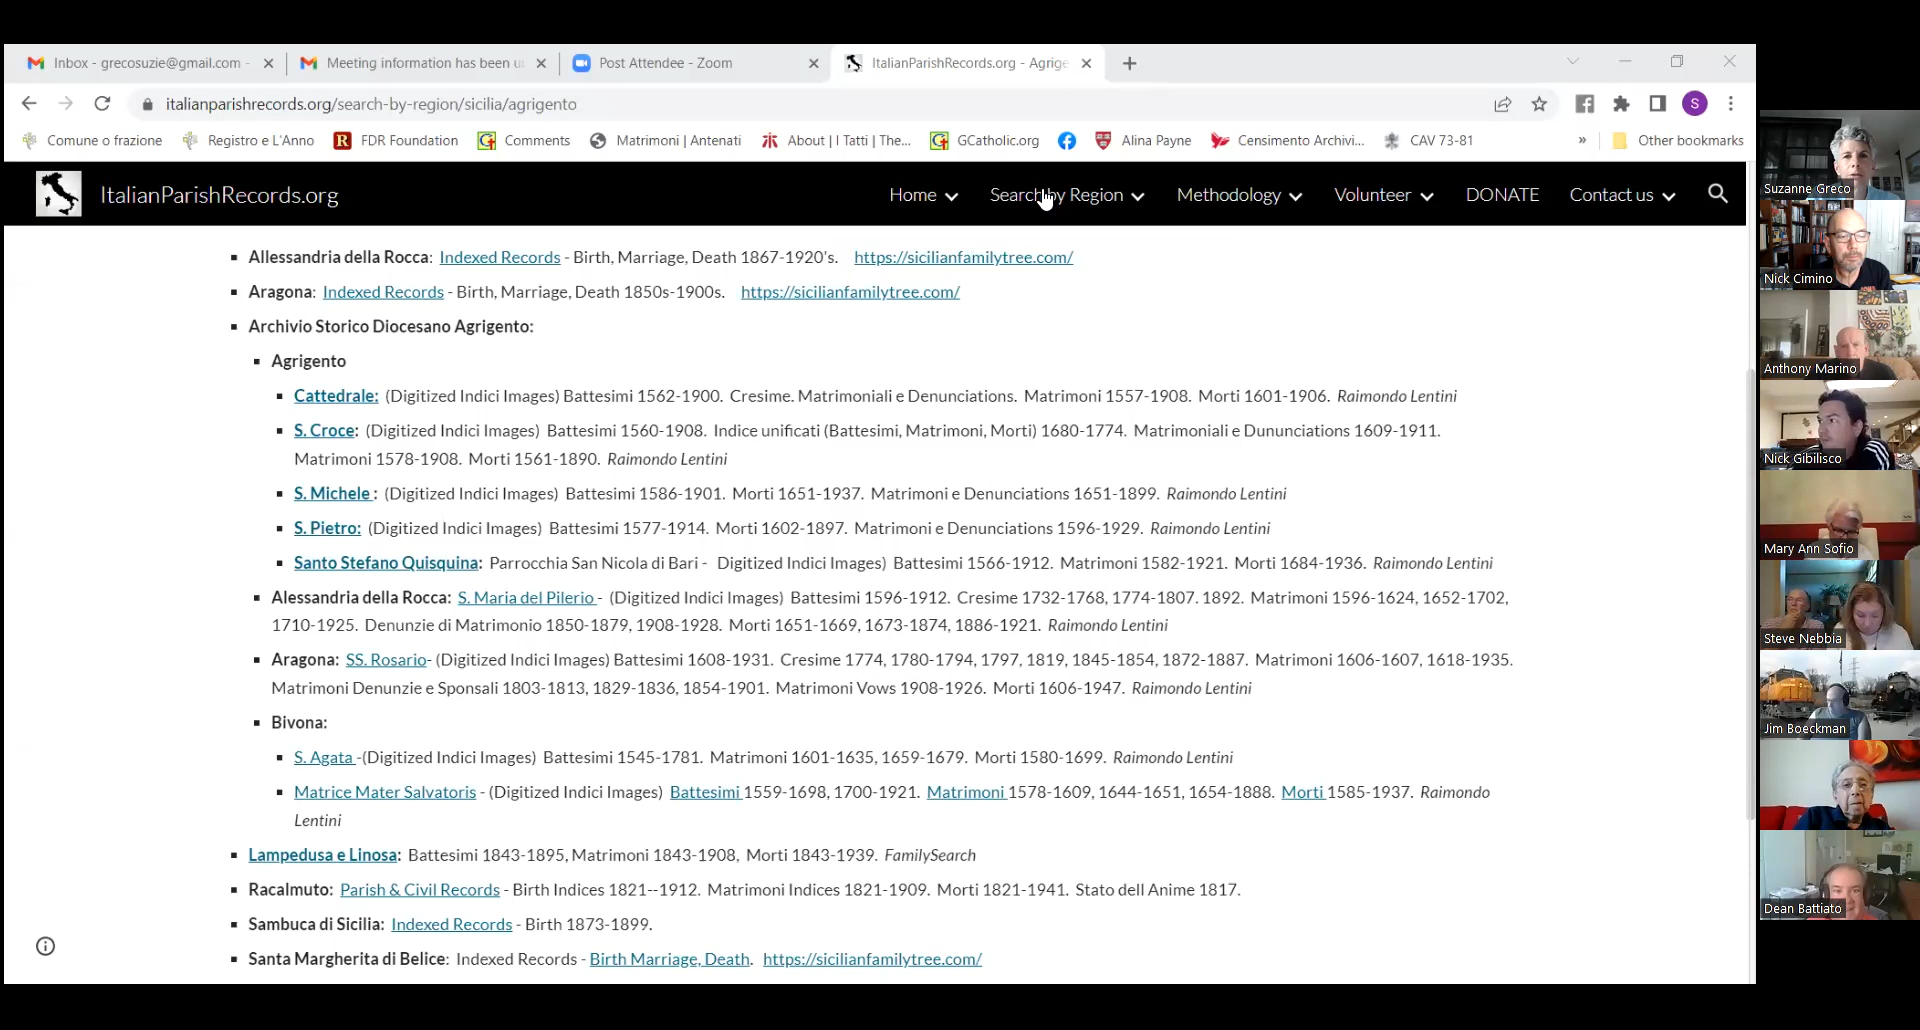 Inbox - grecosuzie@gmail.com -
Meeting information has been u
Post Attendee - Zoom
ItalianParishRecords.org - Agrige
italianparishrecords.org/search-by-region/sicilia/agrigento
S
Comune o frazione
Registro e L'Anno
R FDR Foundation
Comments
Matrimoni | Antenati
About | I Tatti | The...
GCatholic.org
Alina Payne
Censimento Archivi...
CAV 73-81
»
Other bookmarks
ItalianParishRecords.org
Home
Search by Region
Methodology
Volunteer
DONATE
Contact us
Allessandria della Rocca: Indexed Records - Birth, Marriage, Death 1867-1920's. https://sicilianfamilytree.com/
Aragona: Indexed Records - Birth, Marriage, Death 1850s-1900s. https://sicilianfamilytree.com/
Archivio Storico Diocesano Agrigento:
Agrigento
Cattedrale: (Digitized Indici Images) Battesimi 1562-1900. Cresime. Matrimoniali e Denunciations. Matrimoni 1557-1908. Morti 1601-1906. Raimondo Lentini
S. Croce: (Digitized Indici Images) Battesimi 1560-1908. Indice unificati (Battesimi, Matrimoni, Morti) 1680-1774. Matrimoniali e Dununciations 1609-1911.
Matrimoni 1578-1908. Morti 1561-1890. Raimondo Lentini
S. Michele : (Digitized Indici Images) Battesimi 1586-1901. Morti 1651-1937. Matrimoni e Denunciations 1651-1899. Raimondo Lentini
S. Pietro: (Digitized Indici Images) Battesimi 1577-1914. Morti 1602-1897. Matrimoni e Denunciations 1596-1929. Raimondo Lentini
Santo Stefano Quisquina: Parrocchia San Nicola di Bari - Digitized Indici Images) Battesimi 1566-1912. Matrimoni 1582-1921. Morti 1684-1936. Raimondo Lentini
Alessandria della Rocca: S. Maria del Pilerio - (Digitized Indici Images) Battesimi 1596-1912. Cresime 1732-1768, 1774-1807. 1892. Matrimoni 1596-1624, 1652-1702,
1710-1925. Denunzie di Matrimonio 1850-1879, 1908-1928. Morti 1651-1669, 1673-1874, 1886-1921. Raimondo Lentini
Aragona: SS. Rosario- (Digitized Indici Images) Battesimi 1608-1931. Cresime 1774, 1780-1794, 1797, 1819, 1845-1854, 1872-1887. Matrimoni 1606-1607, 1618-1935.
Matrimoni Denunzie e Sponsali 1803-1813, 1829-1836, 1854-1901. Matrimoni Vows 1908-1926. Morti 1606-1947. Raimondo Lentini
Bivona:
S. Agata -(Digitized Indici Images) Battesimi 1545-1781. Matrimoni 1601-1635, 1659-1679. Morti 1580-1699. Raimondo Lentini
Matrice Mater Salvatoris - (Digitized Indici Images) Battesimi 1559-1698, 1700-1921. Matrimoni 1578-1609, 1644-1651, 1654-1888. Morti 1585-1937. Raimondo
Lentini
Lampedusa e Linosa: Battesimi 1843-1895, Matrimoni 1843-1908, Morti 1843-1939. FamilySearch
Racalmuto: Parish & Civil Records - Birth Indices 1821--1912. Matrimoni Indices 1821-1909. Morti 1821-1941. Stato dell Anime 1817.
Sambuca di Sicilia: Indexed Records - Birth 1873-1899.
Santa Margherita di Belice: Indexed Records - Birth Marriage, Death. https://sicilianfamilytree.com/
Suzanne Greco
Nick Cimino
Anthony Marino
Nick Gibilisco
Mary Ann Sofio
Steve Nebbia
Jim Boeckman
Dean Battiato